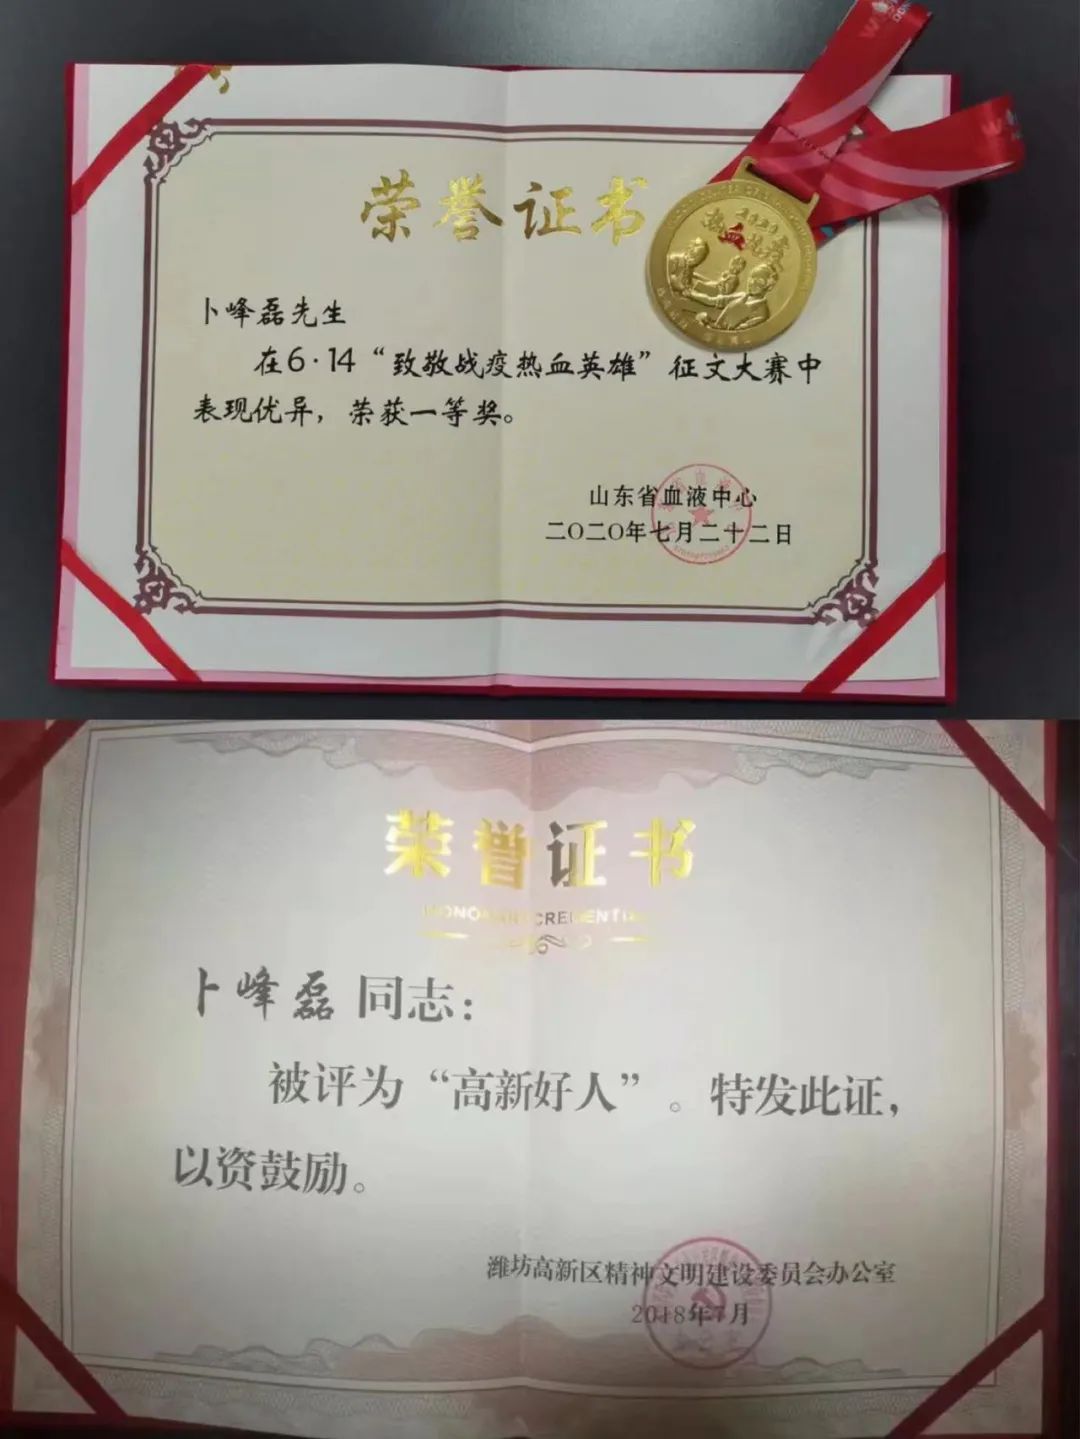 荣誉证书
2020
卜峰磊先生
在6·14“致敬战疫热血英雄”征文大赛中
表现优异，荣获一等奖。
山东省血液中心
二〇二〇年七月二十二日
荣誉证书
HONORARY CREDENTIAL
卜峰磊 同志：
被评为“高新好人”。特发此证，
以资鼓励。
潍坊高新区精神文明建设委员会办公室
2018年7月